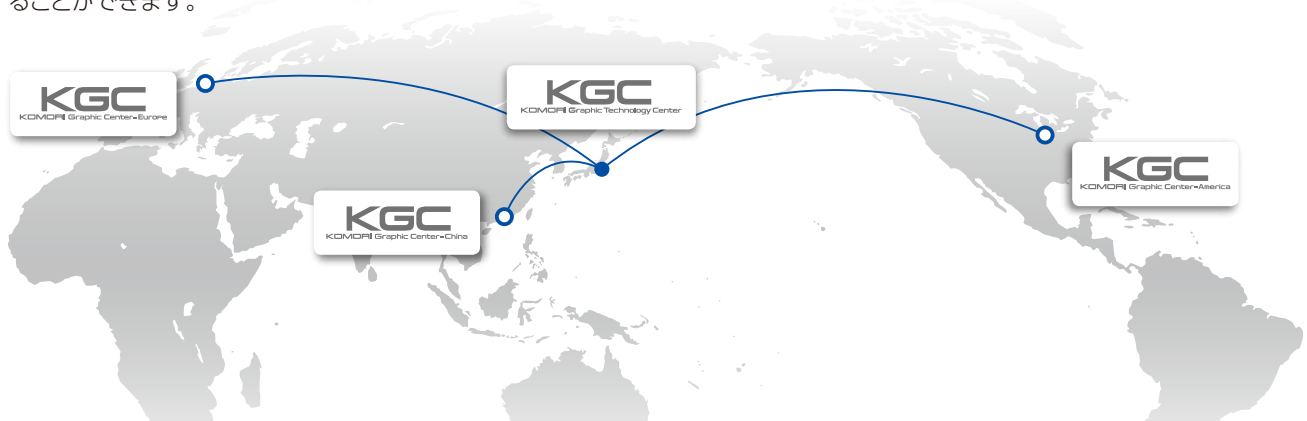 ることができます。
KGC
KOMORI Graphic Center-Europe
KGC
KOMORI Graphic Technology Center
KGC
KOMORI Graphic Center-America
KGC
KOMORI Graphic Center-China